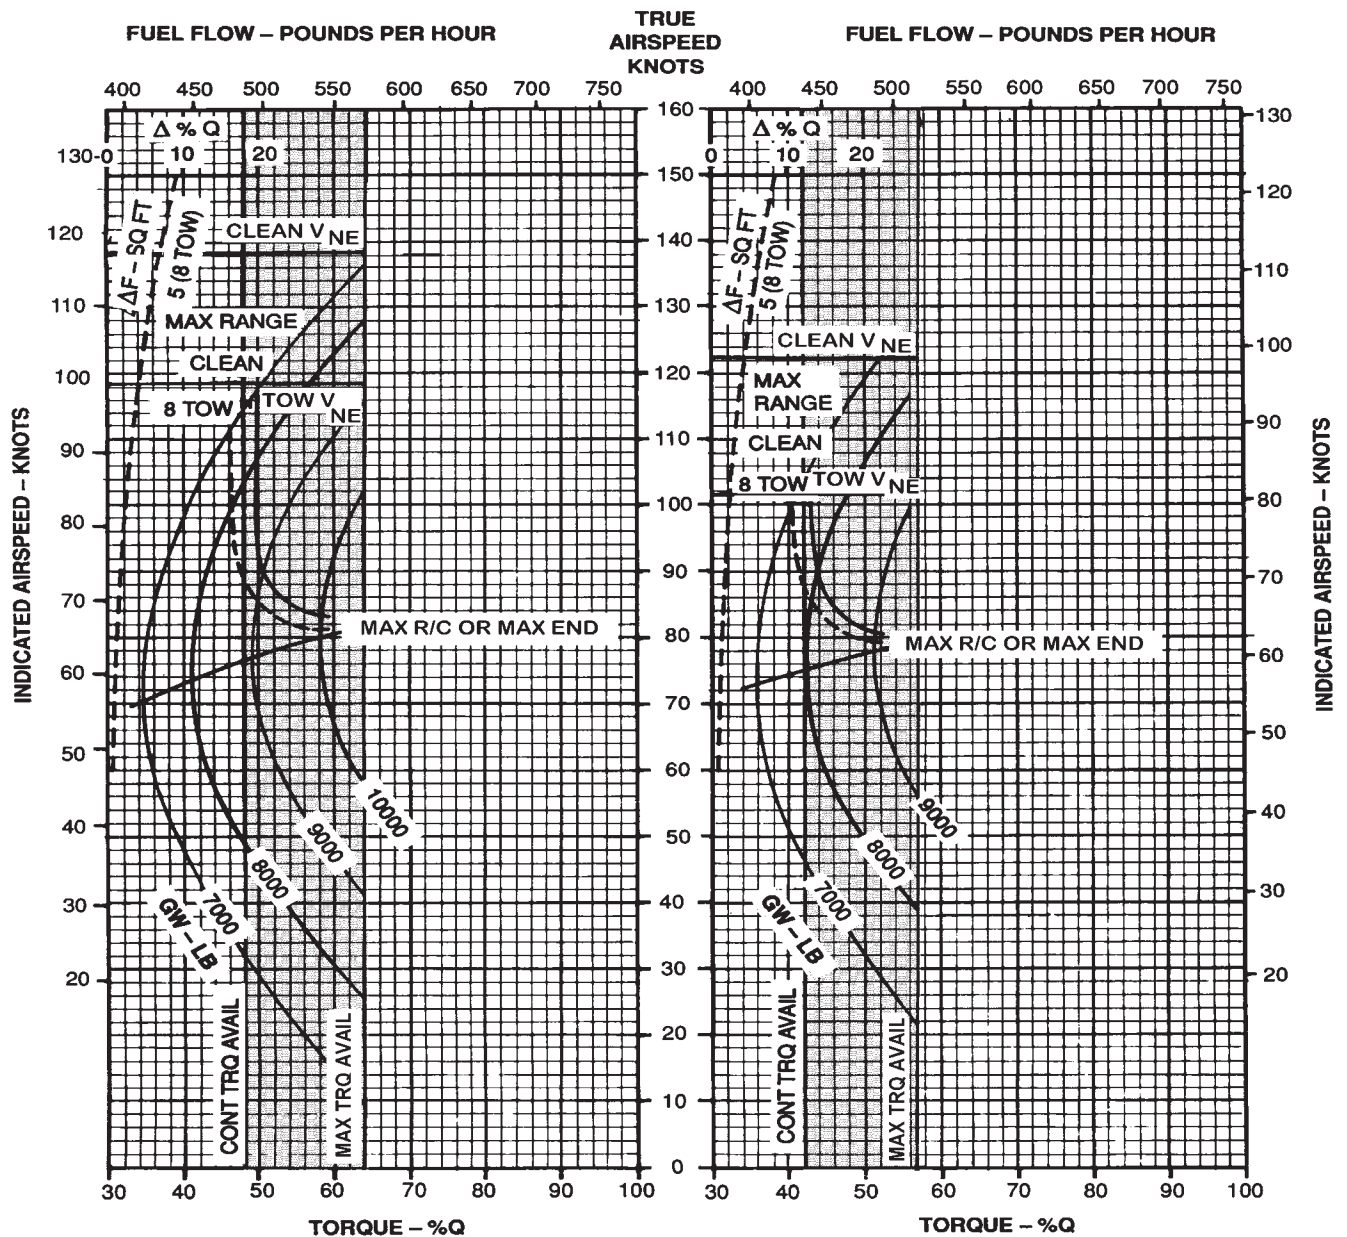 FUEL FLOW – POUNDS PER HOUR
TRUE
AIRSPEED
KNOTS
FUEL FLOW – POUNDS PER HOUR
400 450 500 550 600 650 700 750
400 450 500 550 600 650 700 750
Δ % Q
0 10 20
130
120
110
100
90
80
70
60
50
40
30
20
INDICATED AIRSPEED – KNOTS
ΔF – SQ FT
5 (8 TOW)
CLEAN V NE
MAX RANGE
CLEAN
8 TOW
TOW V NE
MAX R/C OR MAX END
10000
9000
8000
7000
GW – LB
CONT TRQ AVAIL
MAX TRQ AVAIL
30 40 50 60 70 80 90 100
TORQUE – %Q
160
150
140
130
120
110
100
90
80
70
60
50
40
30
20
10
0
Δ % Q
0 10 20
ΔF – SQ FT
5 (8 TOW)
CLEAN V NE
MAX
RANGE
CLEAN
8 TOW
TOW V NE
MAX R/C OR MAX END
9000
8000
7000
GW – LB
CONT TRQ AVAIL
MAX TRQ AVAIL
30 40 50 60 70 80 90 100
TORQUE – %Q
130
120
110
100
90
80
70
60
50
40
30
20
INDICATED AIRSPEED – KNOTS